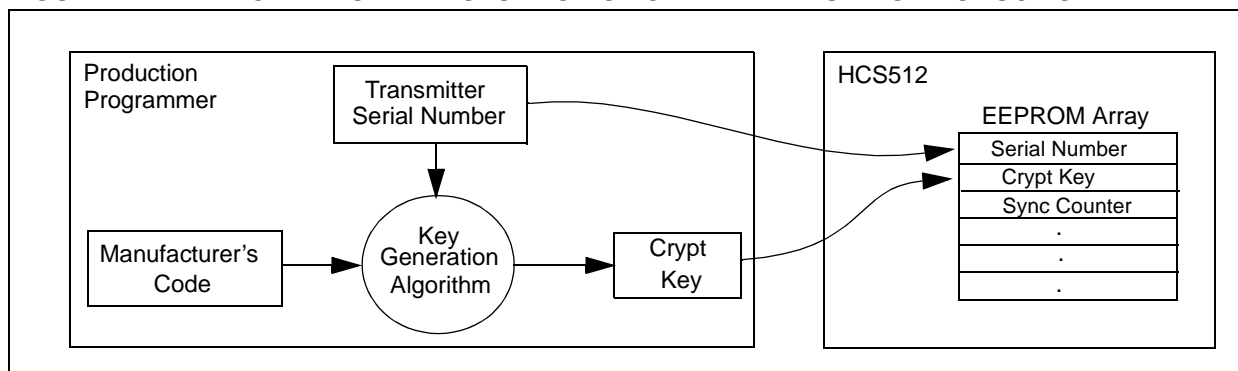 Production
Programmer
Transmitter
Serial Number
Manufacturer's
Code
Key
Generation
Algorithm
Crypt
Key
HCS512
EEPROM Array
Serial Number
Crypt Key
Sync Counter
.
.
.